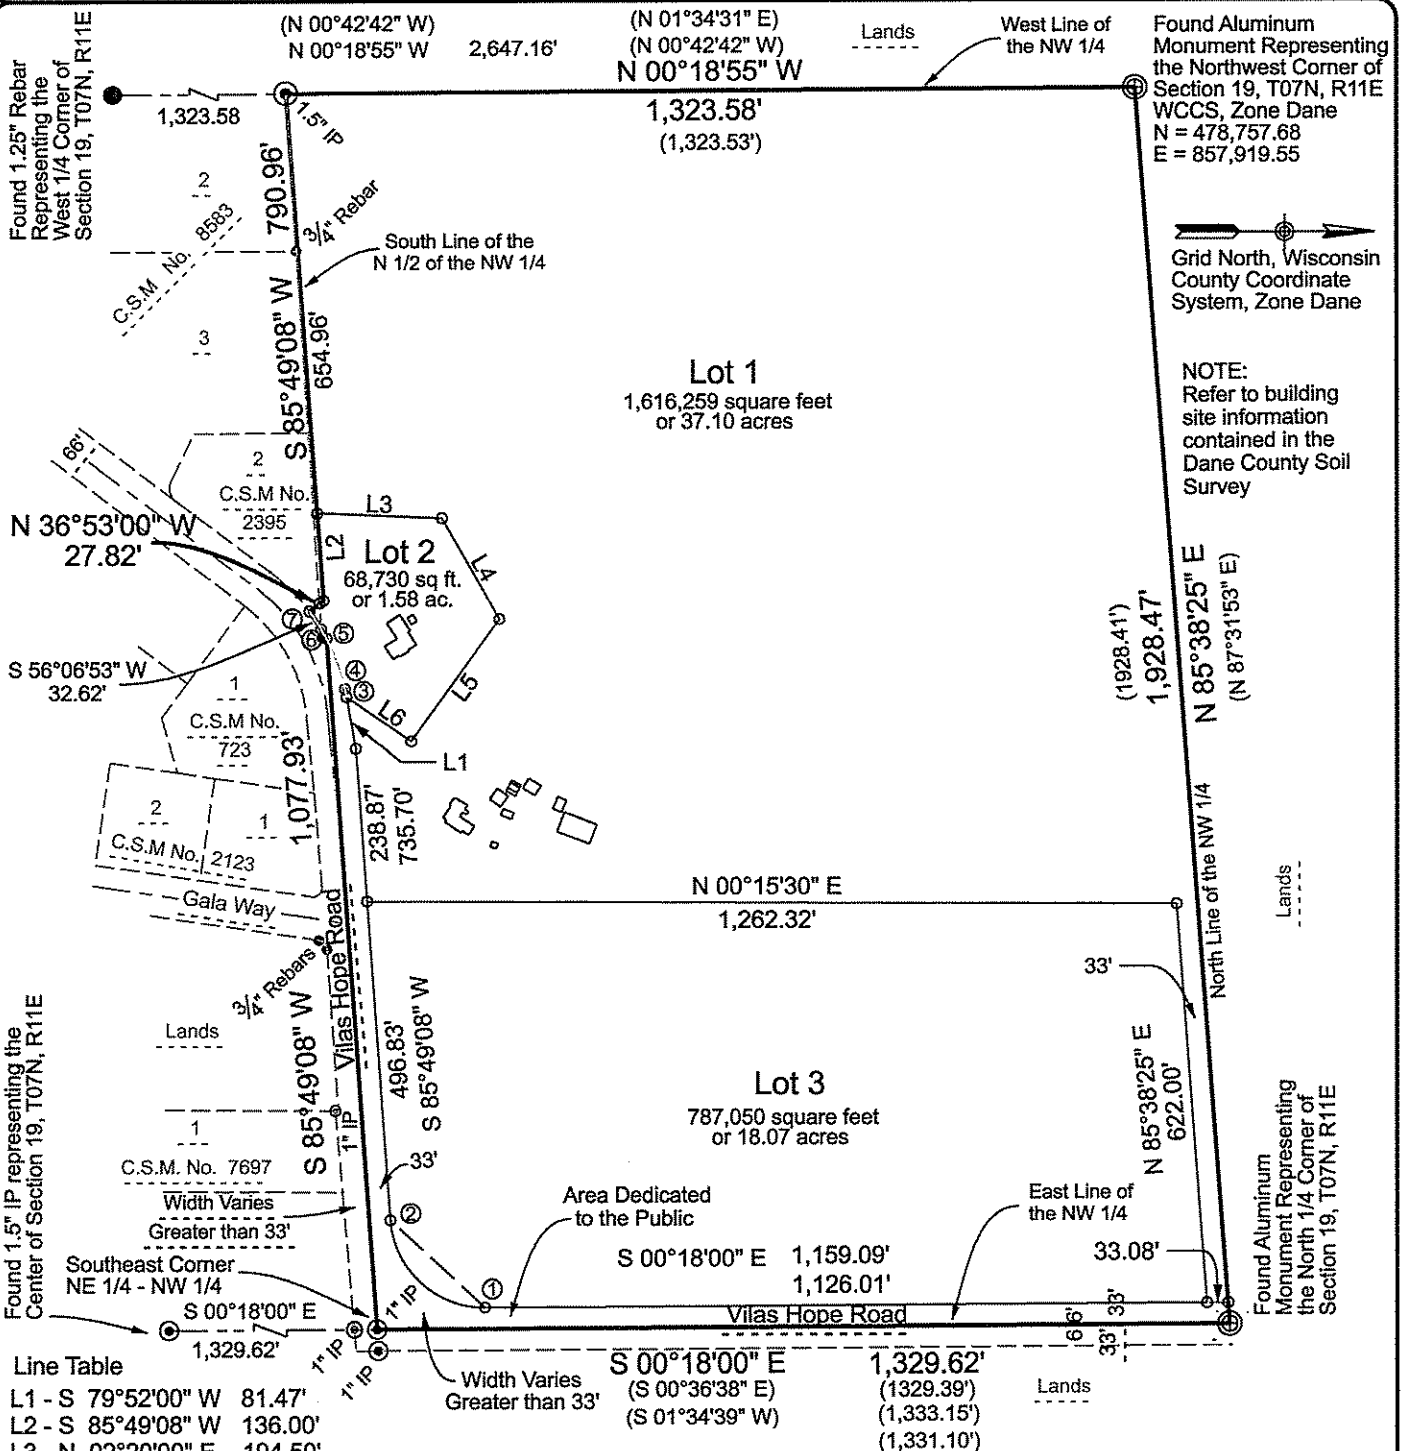 (N 00°42'42" W)
N 00°18'55" W 2,647.16'
(N 01°34'31" E)
(N 00°42'42" W)
N 00°18'55" W
1,323.58'
(1,323.53')
Lands
West Line of
the NW 1/4
Found Aluminum
Monument Representing
the Northwest Corner of
Section 19, T07N, R11E
WCCS, Zone Dane
N = 478,757.68
E = 857,919.55
Found 1.25" Rebar
Representing the
West 1/4 Corner of
Section 19, T07N, R11E
1,323.58
1.5" IP
790.96'
2
3/4" Rebar
C.S.M No. 8583
South Line of the
N 1/2 of the NW 1/4
Grid North, Wisconsin
County Coordinate
System, Zone Dane
3
S 85°49'08" W
654.96'
Lot 1
1,616,259 square feet
or 37.10 acres
NOTE:
Refer to building
site information
contained in the
Dane County Soil
Survey
66'
2
C.S.M No.
2395
N 36°53'00" W
27.82'
L3
L2
Lot 2
68,730 sq ft.
or 1.58 ac.
L4
7
6
5
4
3
S 56°06'53" W
32.62'
L5
L6
L1
1
C.S.M No.
723
1,077.93'
238.87'
735.70'
(1928.41')
1,928.47'
N 85°38'25" E
(N 87°31'53" E)
2
1
C.S.M No. 2123
Gala Way
N 00°15'30" E
1,262.32'
North Line of the NW 1/4
Lands
3/4" Rebars
Vilas Hope Road
33'
Lands
S 85°49'08" W
1" IP
496.83'
S 85°49'08" W
Lot 3
787,050 square feet
or 18.07 acres
N 85°38'25" E
622.00'
1
C.S.M. No. 7697
33'
Width Varies
Greater than 33'
2
Area Dedicated
to the Public
East Line of
the NW 1/4
Found 1.5" IP representing the
Center of Section 19, T07N, R11E
Southeast Corner
NE 1/4 - NW 1/4
S 00°18'00" E 1,159.09'
1,126.01'
33.08'
Found Aluminum
Monument Representing
the North 1/4 Corner of
Section 19, T07N, R11E
S 00°18'00" E
1,329.62'
1" IP
1
Vilas Hope Road
66'
33'
33'
1" IP
1" IP
Width Varies
Greater than 33'
S 00°18'00" E 1,329.62'
(S 00°36'38" E) (1329.39')
(S 01°34'39" W) (1,333.15')
(1,331.10')
Lands
Line Table
L1 - S 79°52'00" W 81.47'
L2 - S 85°49'08" W 136.00'
L3 - N 02°20'00" E 194.50'